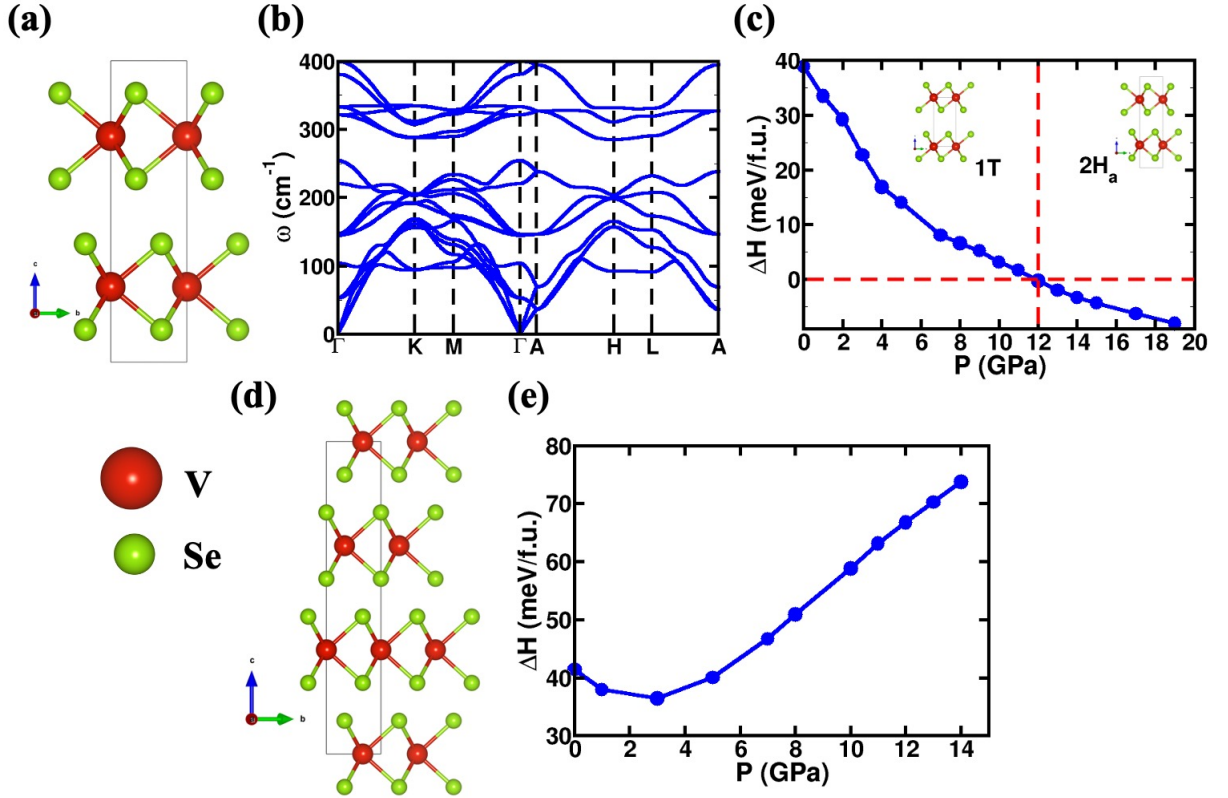 (a)
c
b
(b)
400
300
200
100
0
ω (cm⁻¹)
Γ K M Γ A H L A
(c)
40
30
20
10
0
ΔH (meV/f.u.)
1T
2Hₐ
0 2 4 6 8 10 12 14 16 18 20
P (GPa)
V
Se
(d)
c
b
(e)
80
70
60
50
40
30
ΔH (meV/f.u.)
0 2 4 6 8 10 12 14
P (GPa)